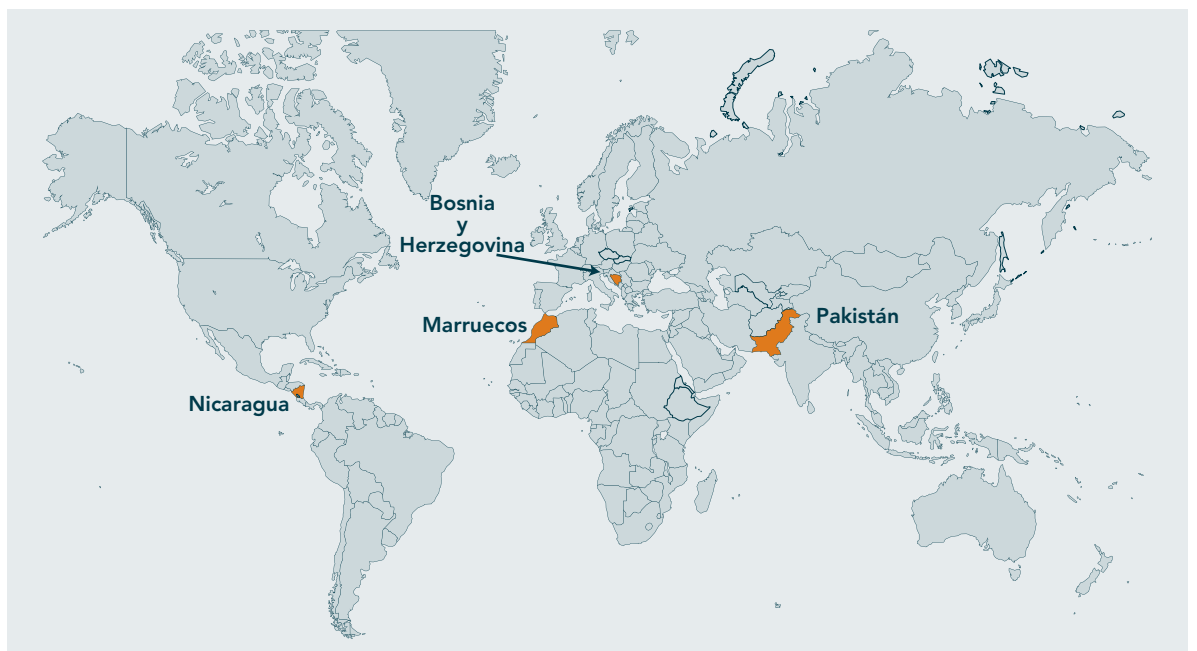 Bosnia
y
Herzegovina
Marruecos
Pakistán
Nicaragua